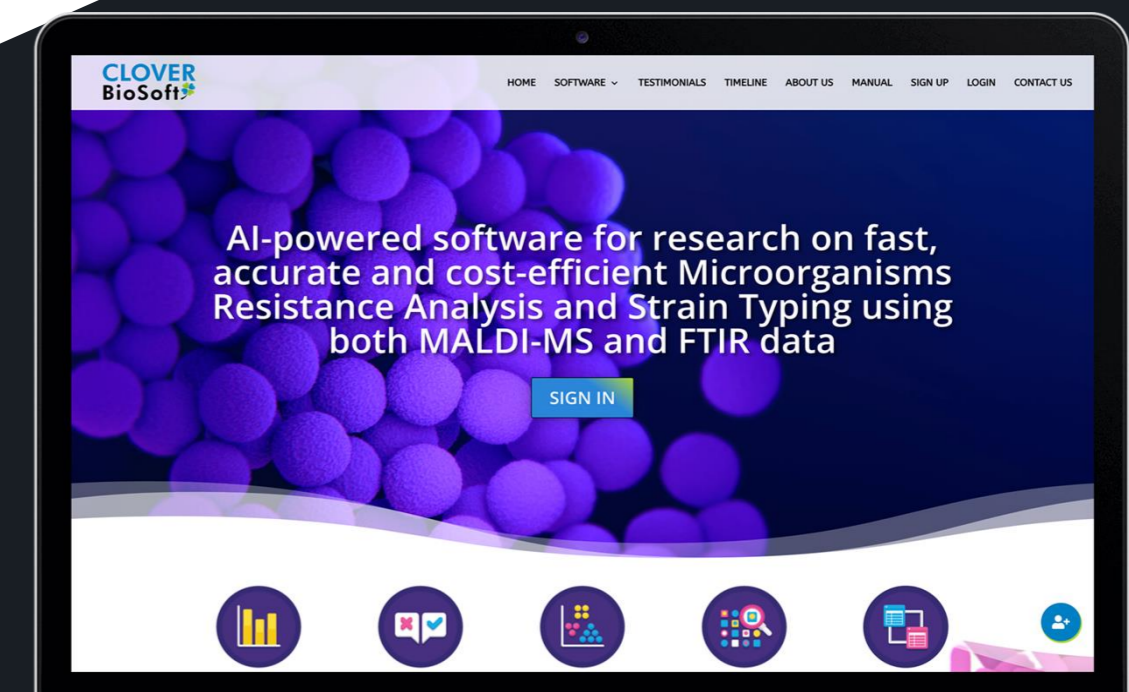 CLOVER
BioSoft
HOME SOFTWARE TESTIMONIALS TIMELINE ABOUT US MANUAL SIGN UP LOGIN CONTACT US
AI-powered software for research on fast,
accurate and cost-efficient Microorganisms
Resistance Analysis and Strain Typing using
both MALDI-MS and FTIR data
SIGN IN